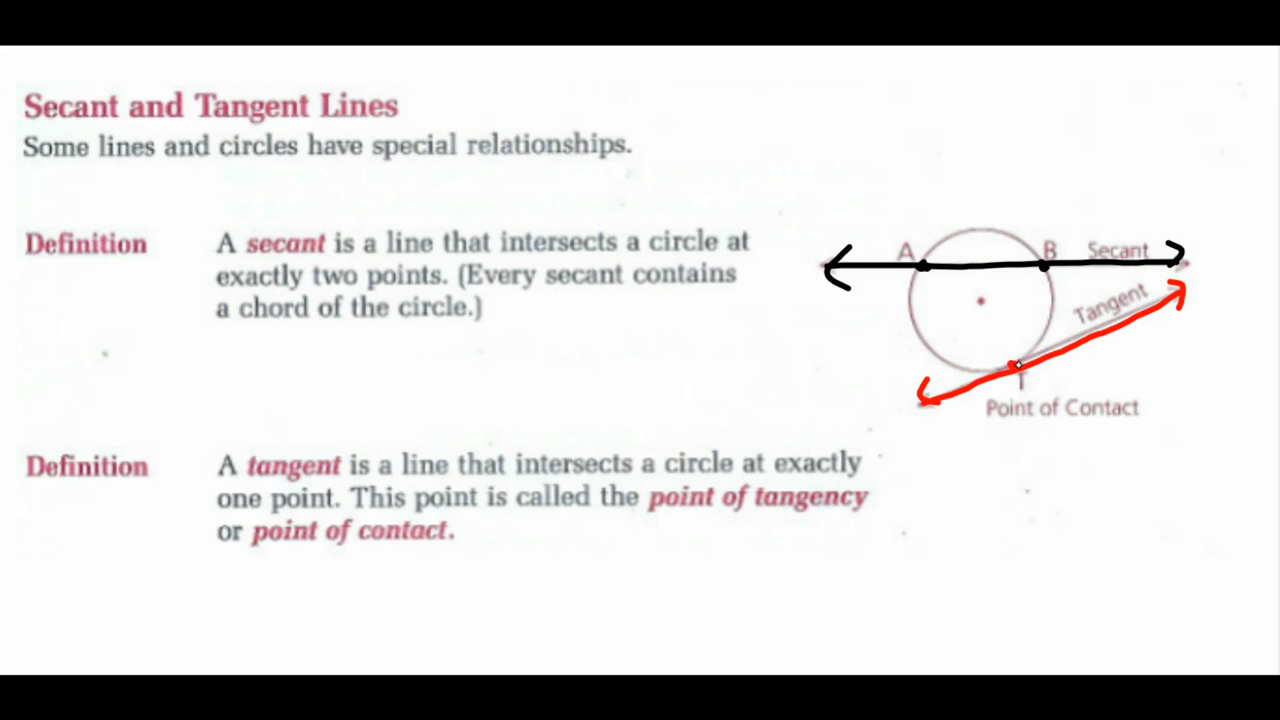 Secant and Tangent Lines
Some lines and circles have special relationships.
Definition
A secant is a line that intersects a circle at
exactly two points. (Every secant contains
a chord of the circle.)
A
B
Secant
Tangent
T
Point of Contact
Definition
A tangent is a line that intersects a circle at exactly
one point. This point is called the point of tangency
or point of contact.